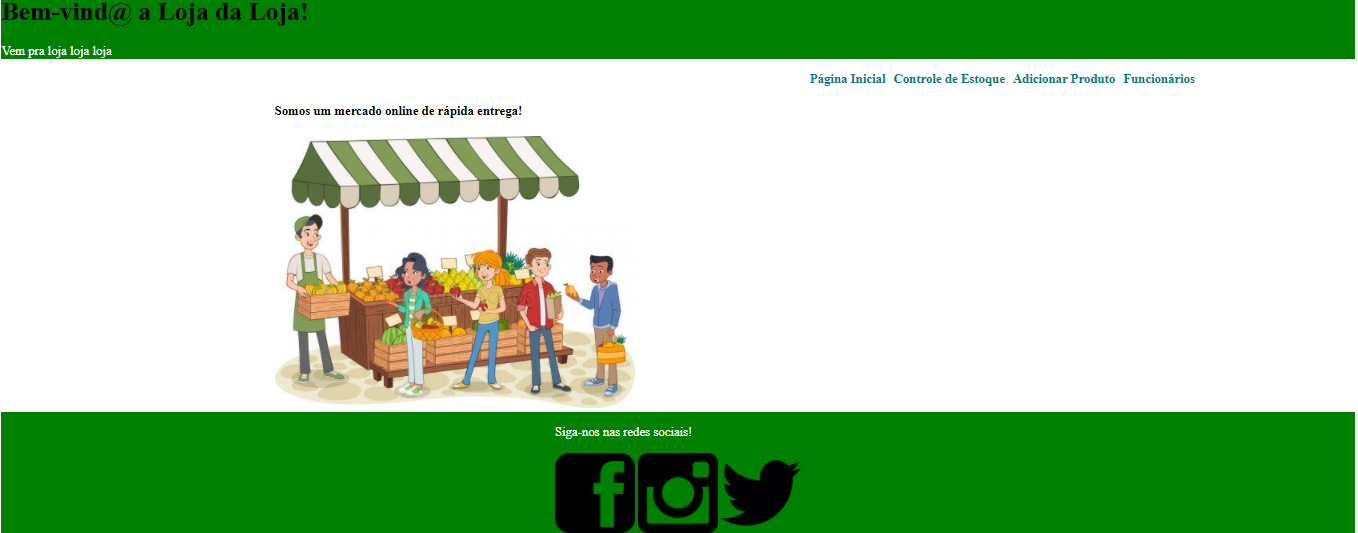 Bem-vind@ a Loja da Loja!
Vem pra loja loja loja
Página Inicial Controle de Estoque Adicionar Produto Funcionários
Somos um mercado online de rápida entrega!
Siga-nos nas redes sociais!